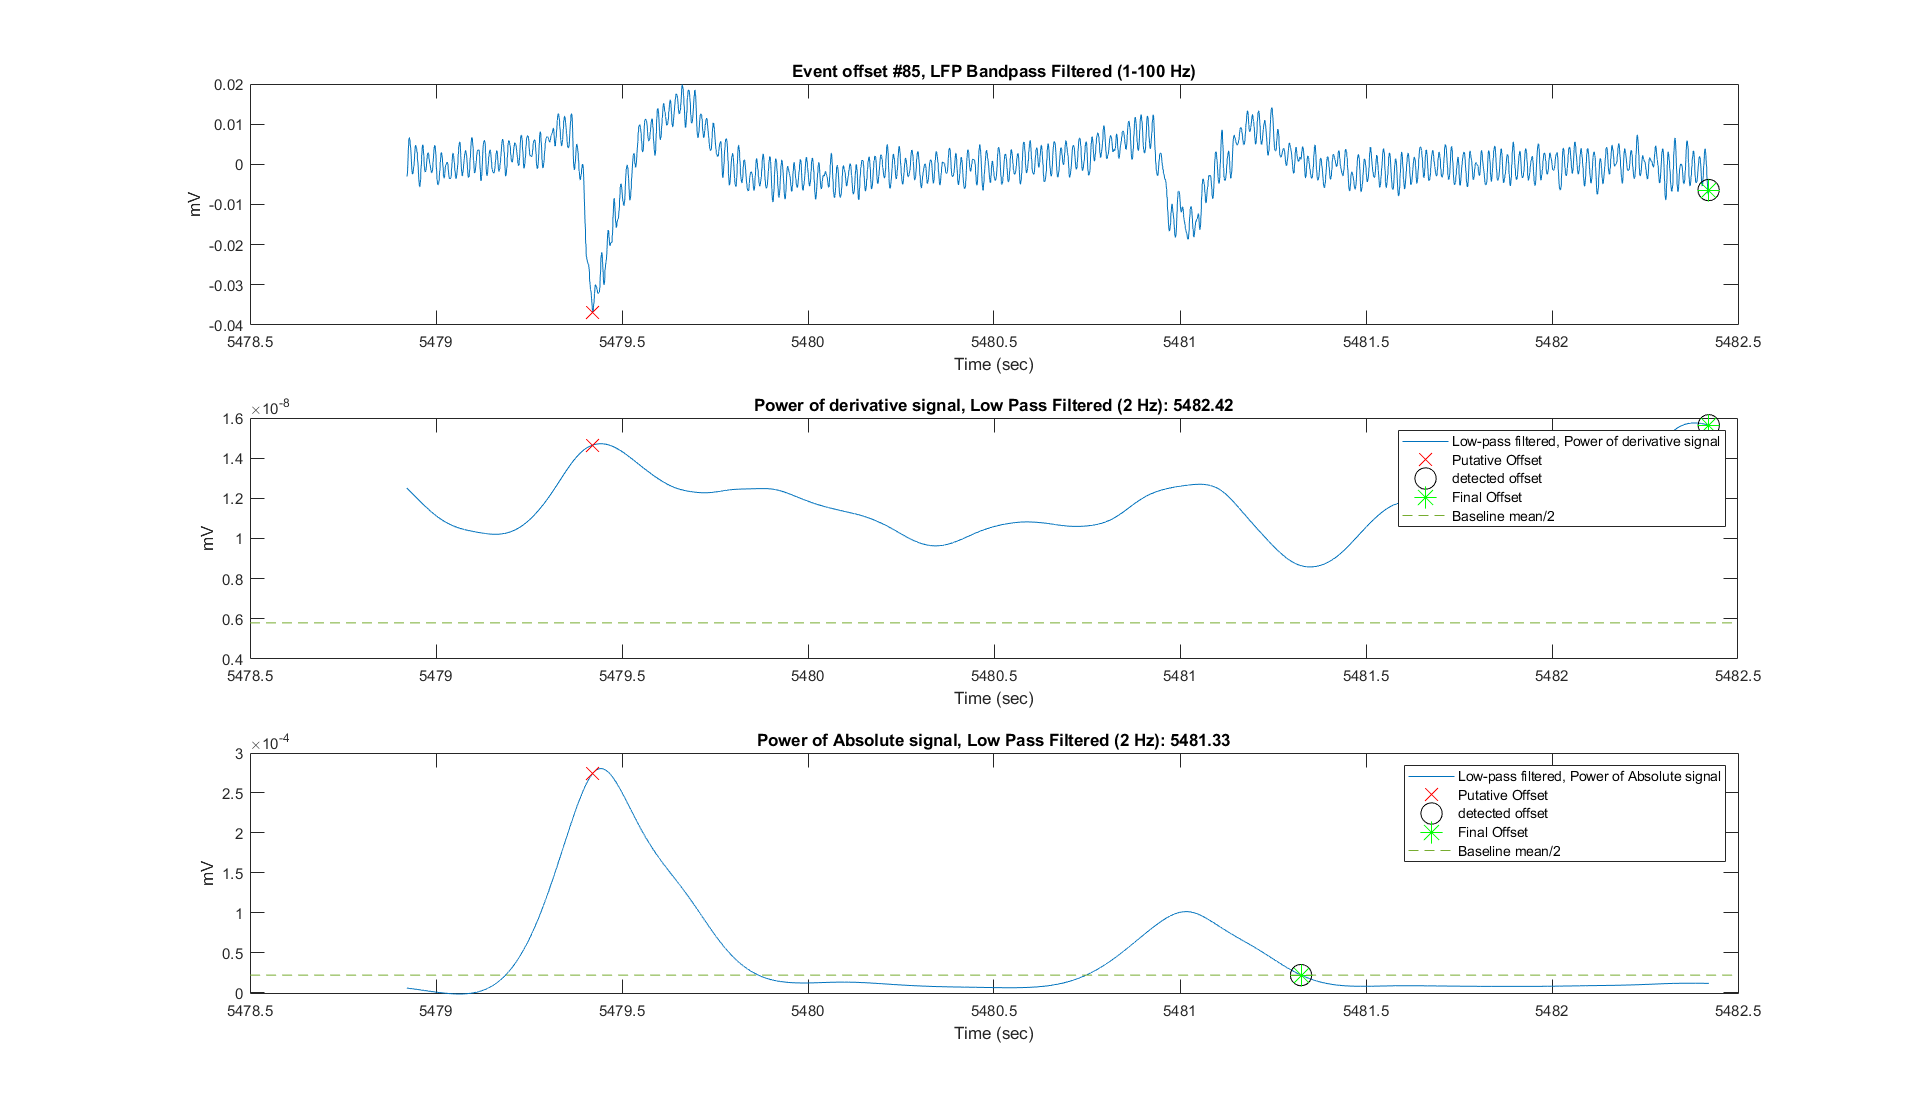 Event offset #85, LFP Bandpass Filtered (1-100 Hz)
0.02
0.01
0
-0.01
-0.02
-0.03
-0.04
mV
5478.5 5479 5479.5 5480 5480.5 5481 5481.5 5482 5482.5
Time (sec)
Power of derivative signal, Low Pass Filtered (2 Hz): 5482.42
×10^-8
1.6
1.4
1.2
1
0.8
0.6
0.4
mV
Low-pass filtered, Power of derivative signal
Putative Offset
detected offset
Final Offset
Baseline mean/2
5478.5 5479 5479.5 5480 5480.5 5481 5481.5 5482 5482.5
Time (sec)
Power of Absolute signal, Low Pass Filtered (2 Hz): 5481.33
×10^-4
3
2.5
2
1.5
1
0.5
0
mV
Low-pass filtered, Power of Absolute signal
Putative Offset
detected offset
Final Offset
Baseline mean/2
5478.5 5479 5479.5 5480 5480.5 5481 5481.5 5482 5482.5
Time (sec)